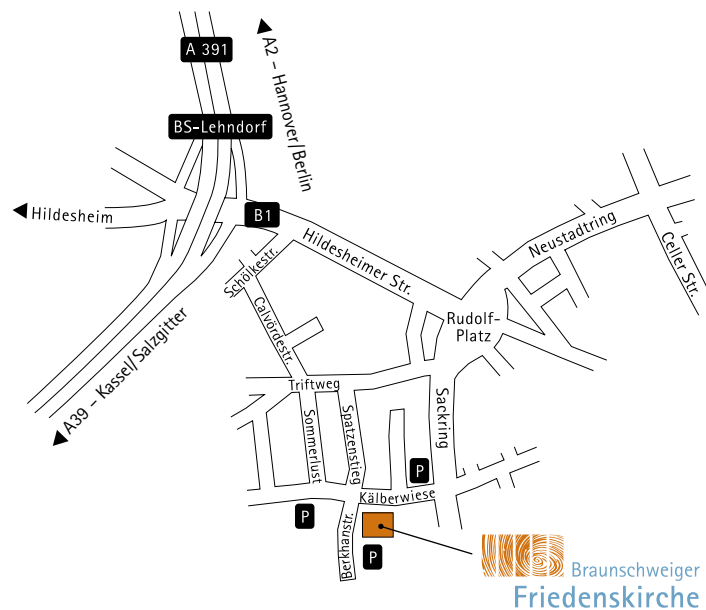 A 391
A2 - Hannover/Berlin
BS-Lehndorf
Hildesheim
B1
Hildesheimer Str.
Neustadtring
Celler Str.
Schölkestr.
Calvördestr.
Rudolf-
Platz
A39 - Kassel/Salzgitter
Triftweg
Sommerlust
Spatzenstieg
Sackring
P
Kälberwiese
P
Berkhanstr.
P
Braunschweiger
Friedenskirche